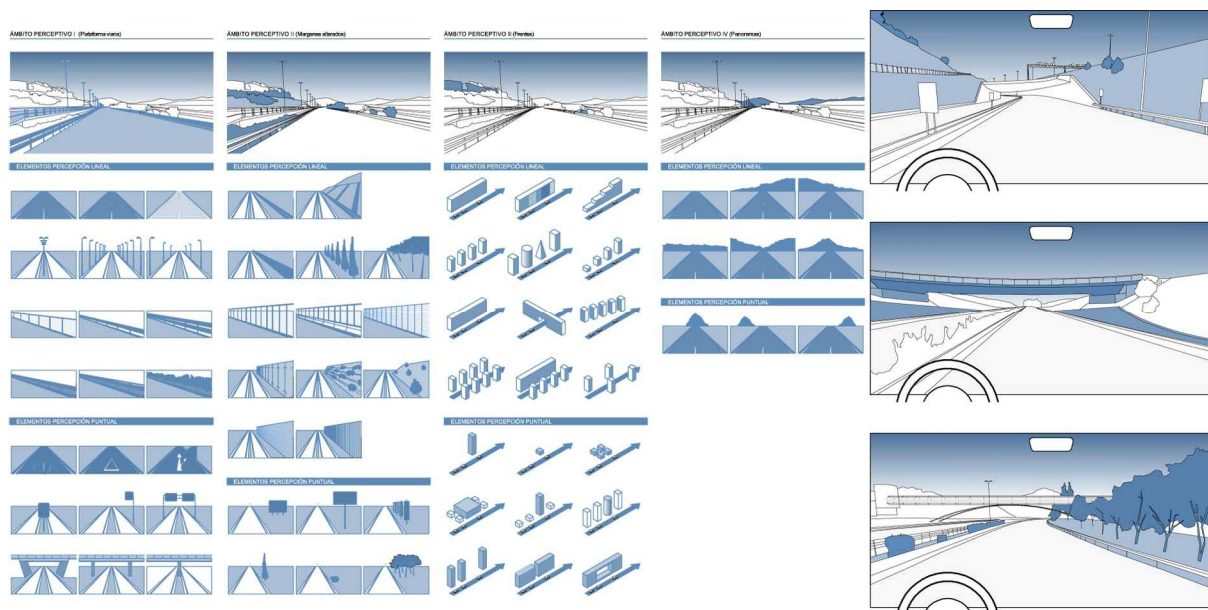 ÁMBITO PERCEPTIVO I (Plataforma viaria)
ELEMENTOS PERCEPCIÓN LINEAL
ELEMENTOS PERCEPCIÓN PUNTUAL
ÁMBITO PERCEPTIVO II (Margenes alterados)
ELEMENTOS PERCEPCIÓN LINEAL
ELEMENTOS PERCEPCIÓN PUNTUAL
ÁMBITO PERCEPTIVO III (Frentes)
ELEMENTOS PERCEPCIÓN LINEAL
ELEMENTOS PERCEPCIÓN PUNTUAL
ÁMBITO PERCEPTIVO IV (Panoramas)
ELEMENTOS PERCEPCIÓN LINEAL
ELEMENTOS PERCEPCIÓN PUNTUAL